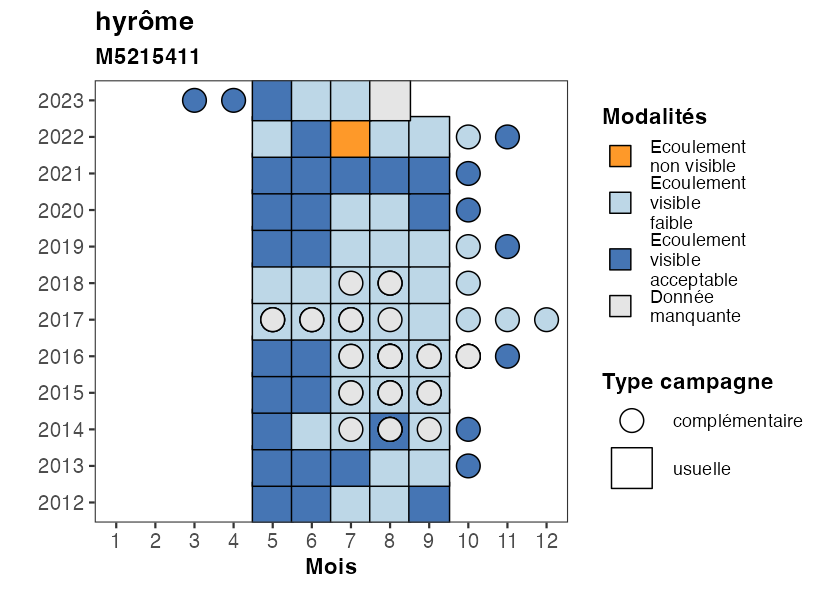 hyrôme
M5215411
2023
2022
2021
2020
2019
2018
2017
2016
2015
2014
2013
2012
1 2 3 4 5 6 7 8 9 10 11 12
Mois
Modalités
Ecoulement
non visible
Ecoulement
visible
faible
Ecoulement
visible
acceptable
Donnée
manquante
Type campagne
complémentaire
usuelle